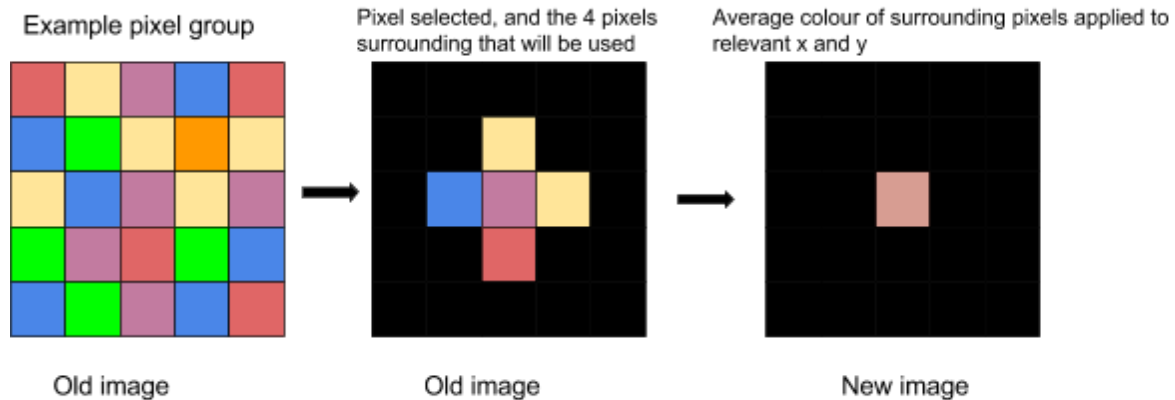 Example pixel group
Pixel selected, and the 4 pixels
surrounding that will be used
Average colour of surrounding pixels applied to
relevant x and y
Old image
Old image
New image